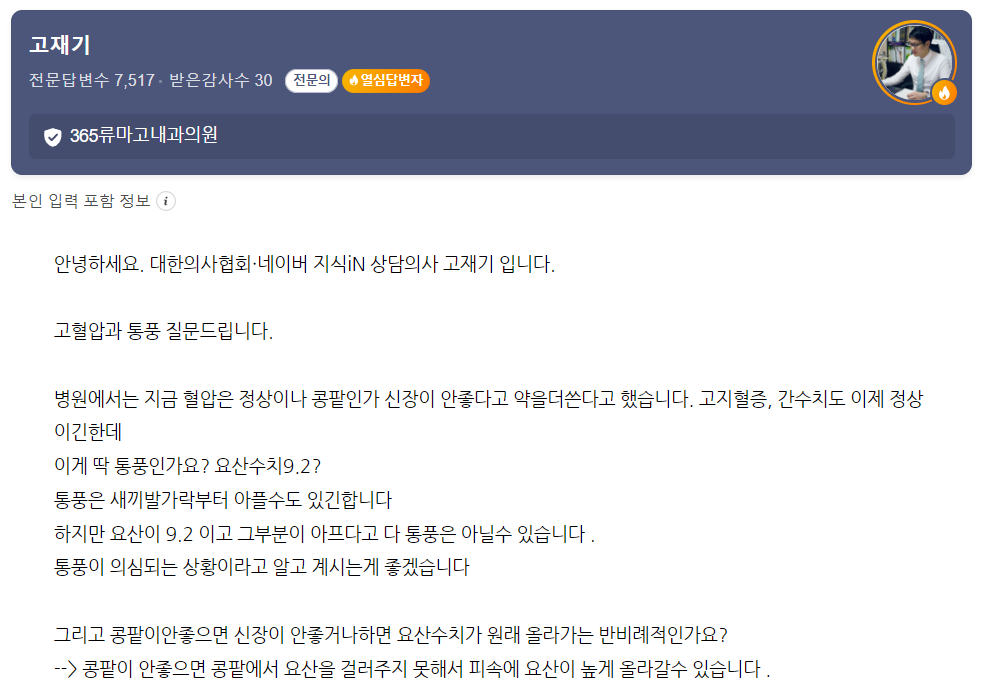 고재기
전문답변수 7,517 · 받은감사수 30 전문의 열심답변자
365류마고내과의원
본인 입력 포함 정보 i
안녕하세요. 대한의사협회·네이버 지식iN 상담의사 고재기 입니다.
고혈압과 통풍 질문드립니다.
병원에서는 지금 혈압은 정상이나 콩팥인가 신장이 안좋다고 약을더쓴다고 했습니다. 고지혈증, 간수치도 이제 정상
이긴한데
이게 딱 통풍인가요? 요산수치9.2?
통풍은 새끼발가락부터 아플수도 있긴합니다
하지만 요산이 9.2 이고 그부분이 아프다고 다 통풍은 아닐수 있습니다 .
통풍이 의심되는 상황이라고 알고 계시는게 좋겠습니다
그리고 콩팥이안좋으면 신장이 안좋거나하면 요산수치가 원래 올라가는 반비례적인가요?
--> 콩팥이 안좋으면 콩팥에서 요산을 걸러주지 못해서 피속에 요산이 높게 올라갈수 있습니다 .